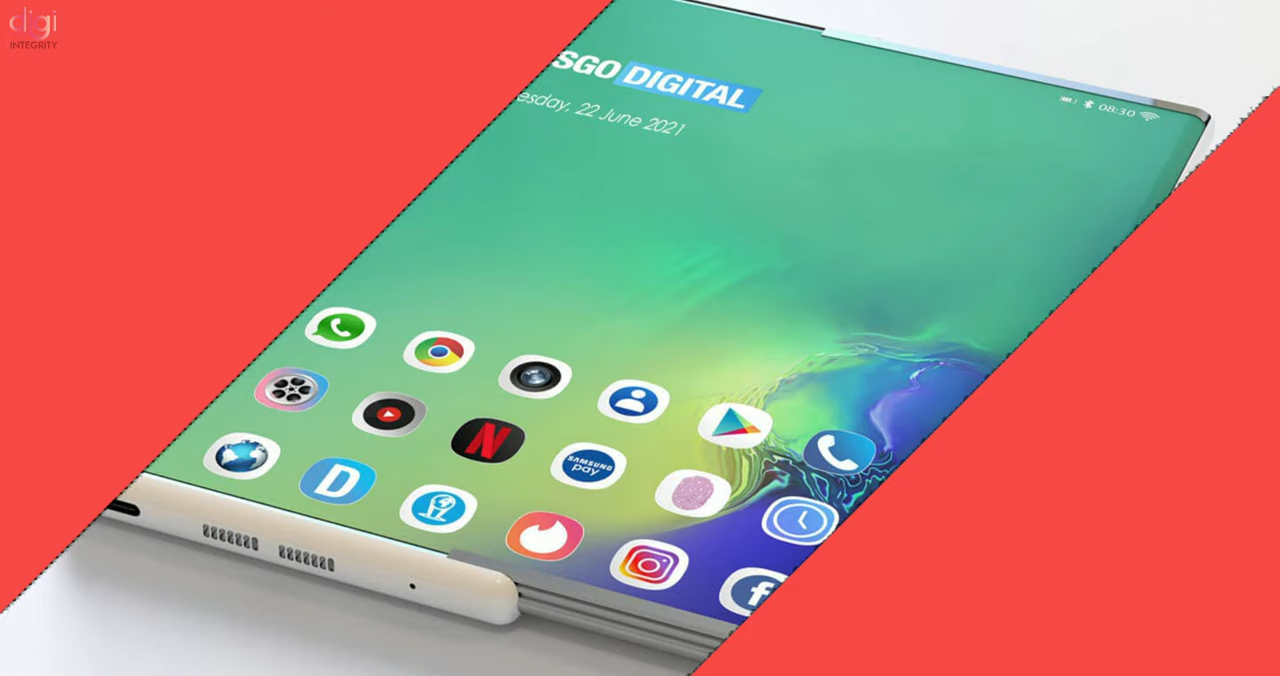 digi
INTEGRITY
SGO DIGITAL
esday, 22 June 2021
08:30
N
SAMSUNG
pay
D
f